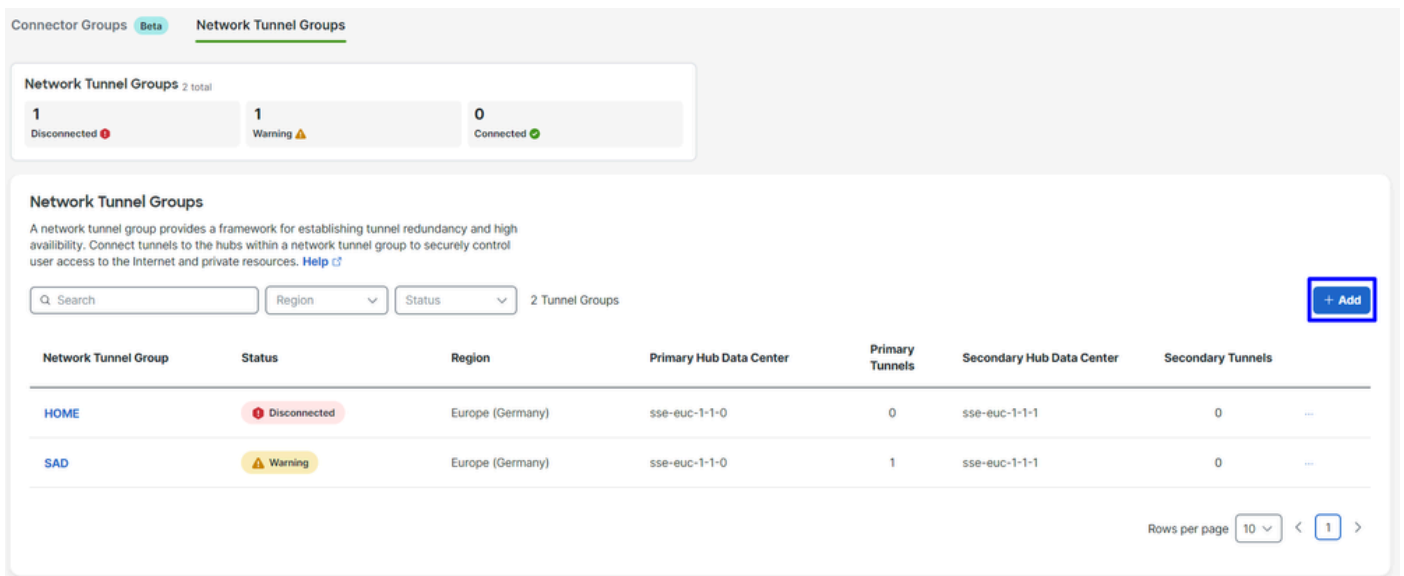 Connector Groups Beta Network Tunnel Groups
Network Tunnel Groups 2 total
1 1 0
Disconnected Warning Connected
Network Tunnel Groups
A network tunnel group provides a framework for establishing tunnel redundancy and high
availibility. Connect tunnels to the hubs within a network tunnel group to securely control
user access to the Internet and private resources. Help
Search Region Status 2 Tunnel Groups + Add
Network Tunnel Group Status Region Primary Hub Data Center Primary Tunnels Secondary Hub Data Center Secondary Tunnels
HOME Disconnected Europe (Germany) sse-euc-1-1-0 0 sse-euc-1-1-1 0 ...
SAD Warning Europe (Germany) sse-euc-1-1-0 1 sse-euc-1-1-1 0 ...
Rows per page 10 < 1 >